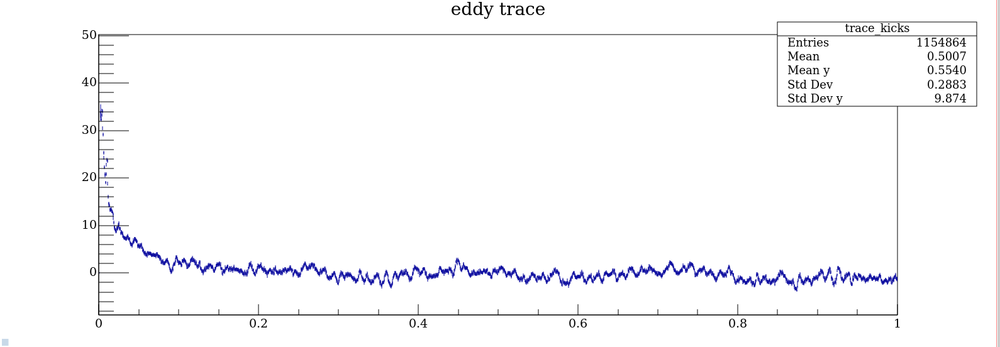 eddy trace
trace_kicks
Entries 1154864
Mean 0.5007
Mean y 0.5540
Std Dev 0.2883
Std Dev y 9.874
50
40
30
20
10
0
0 0.2 0.4 0.6 0.8 1